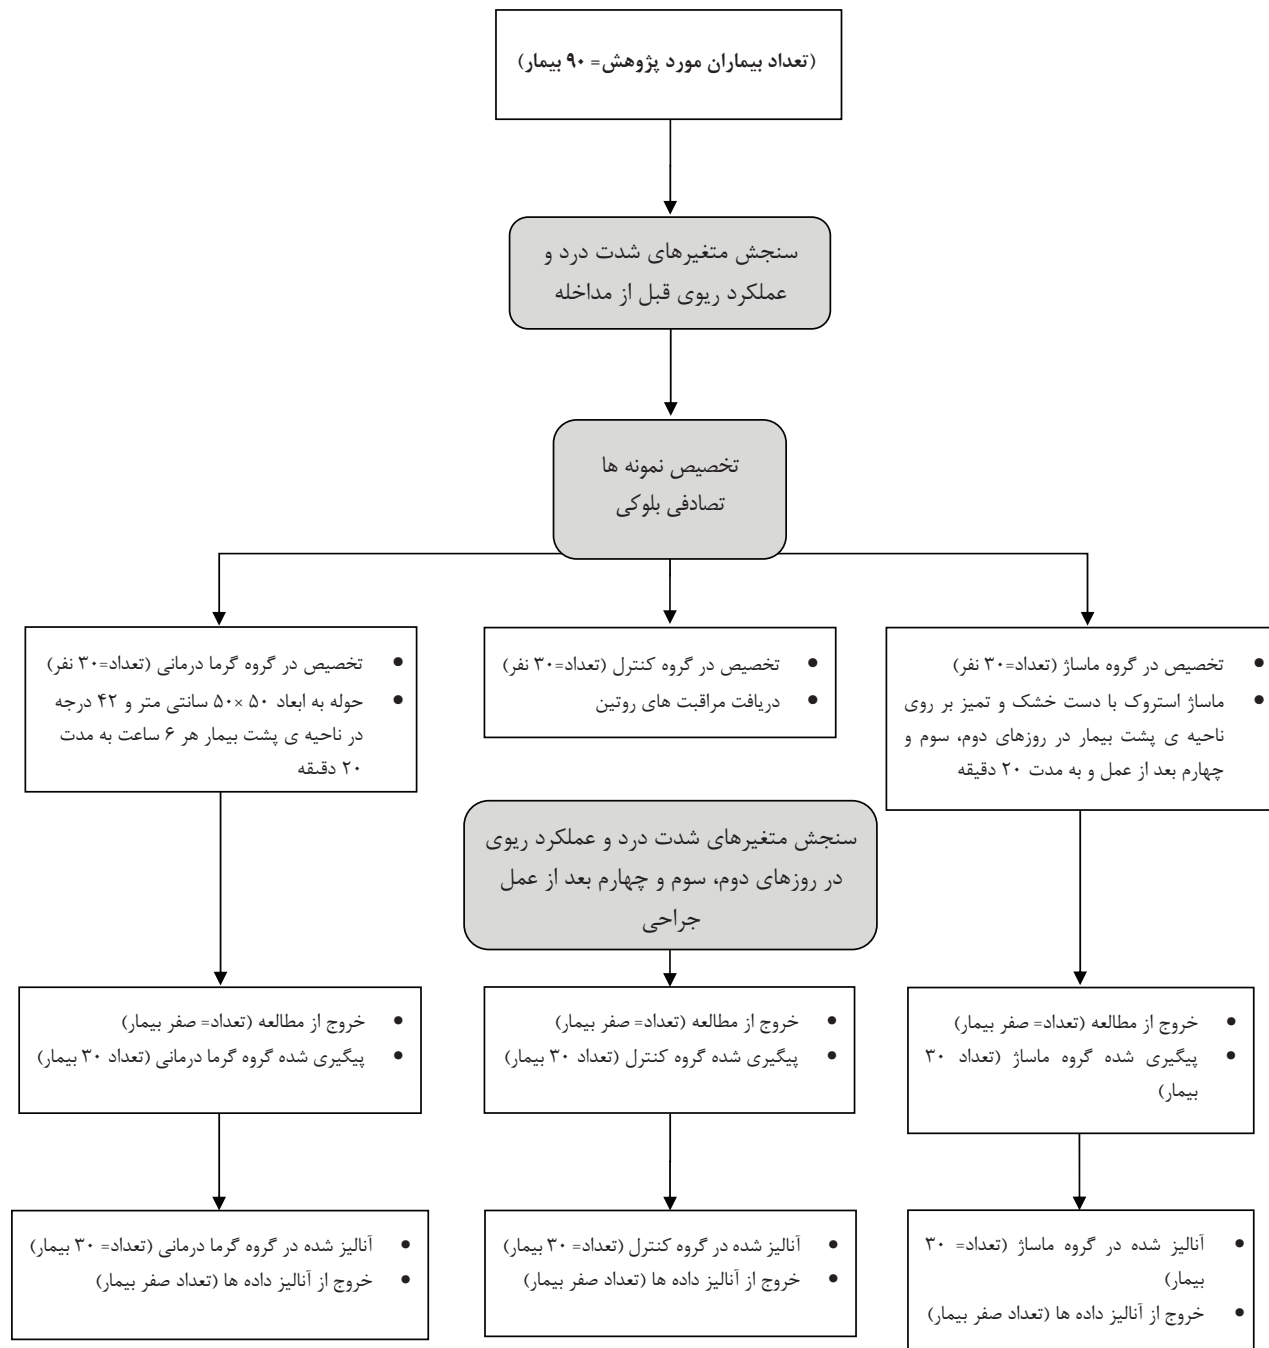 (تعداد بیماران مورد پژوهش= ۹۰ بیمار)
سنجش متغیرهای شدت درد و
عملکرد ریوی قبل از مداخله
تخصیص نمونه ها
تصادفی بلوکی
● تخصیص در گروه ماساژ (تعداد=۳۰ نفر)
● ماساژ استروک با دست خشک و تمیز بر روی
ناحیه ی پشت بیمار در روزهای دوم، سوم و
چهارم بعد از عمل و به مدت ۲۰ دقیقه
● تخصیص در گروه کنترل (تعداد=۳۰ نفر)
● دریافت مراقبت های روتین
● تخصیص در گروه گرما درمانی (تعداد=۳۰ نفر)
● حوله به ابعاد ۵۰ ×۵۰ سانتی متر و ۴۲ درجه
در ناحیه ی پشت بیمار هر ۶ ساعت به مدت
۲۰ دقیقه
سنجش متغیرهای شدت درد و عملکرد ریوی
در روزهای دوم، سوم و چهارم بعد از عمل
جراحی
● خروج از مطالعه (تعداد= صفر بیمار)
● پیگیری شده گروه ماساژ (تعداد ۳۰
بیمار)
● خروج از مطالعه (تعداد= صفر بیمار)
● پیگیری شده گروه کنترل (تعداد ۳۰ بیمار)
● خروج از مطالعه (تعداد= صفر بیمار)
● پیگیری شده گروه گرما درمانی (تعداد ۳۰ بیمار)
● آنالیز شده در گروه ماساژ (تعداد= ۳۰
بیمار)
● خروج از آنالیز داده ها (تعداد صفر بیمار)
● آنالیز شده در گروه کنترل (تعداد= ۳۰ بیمار)
● خروج از آنالیز داده ها (تعداد صفر بیمار)
● آنالیز شده در گروه گرما درمانی (تعداد= ۳۰ بیمار)
● خروج از آنالیز داده ها (تعداد صفر بیمار)